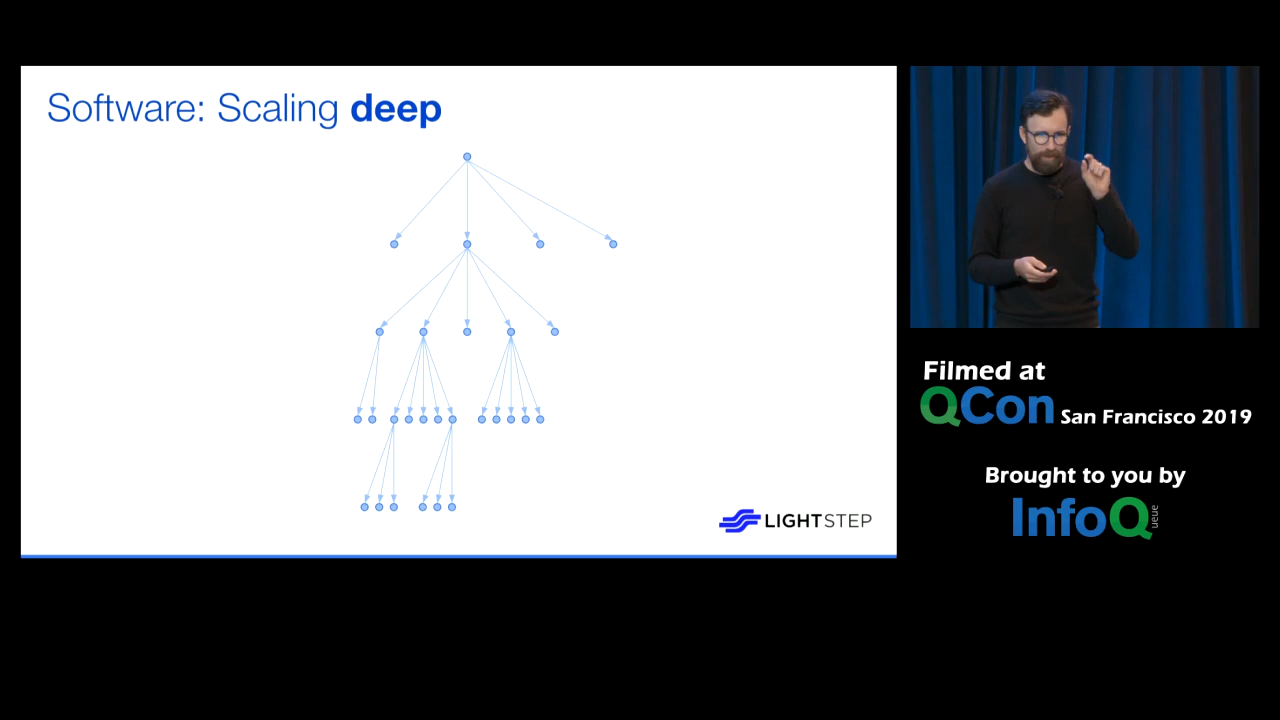 Software: Scaling deep
LIGHTSTEP
Filmed at
QCon San Francisco 2019
Brought to you by
InfoQ
queue